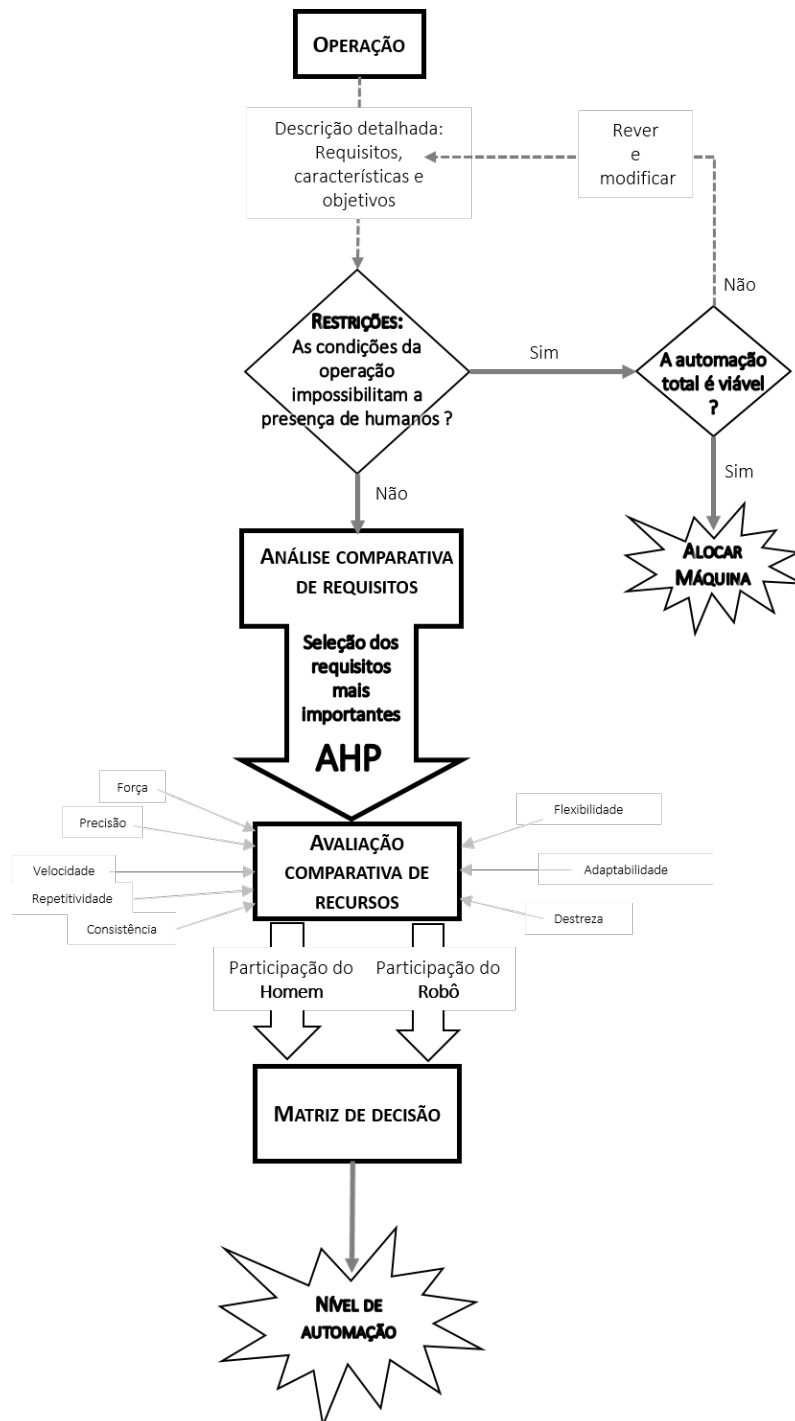 OPERAÇÃO
Descrição detalhada:
Requisitos,
características e
objetivos
Rever
e
modificar
Não
RESTRIÇÕES:
As condições da
operação
impossibilitam a
presença de humanos ?
Sim
A automação
total é viável
?
Não
Sim
ALOCAR
MÁQUINA
ANÁLISE COMPARATIVA
DE REQUISITOS
Seleção dos
requisitos
mais
importantes
AHP
Força
Precisão
Velocidade
Repetitividade
Consistência
AVALIAÇÃO
COMPARATIVA DE
RECURSOS
Flexibilidade
Adaptabilidade
Destreza
Participação do
Homem
Participação do
Robô
MATRIZ DE DECISÃO
NÍVEL DE
AUTOMAÇÃO